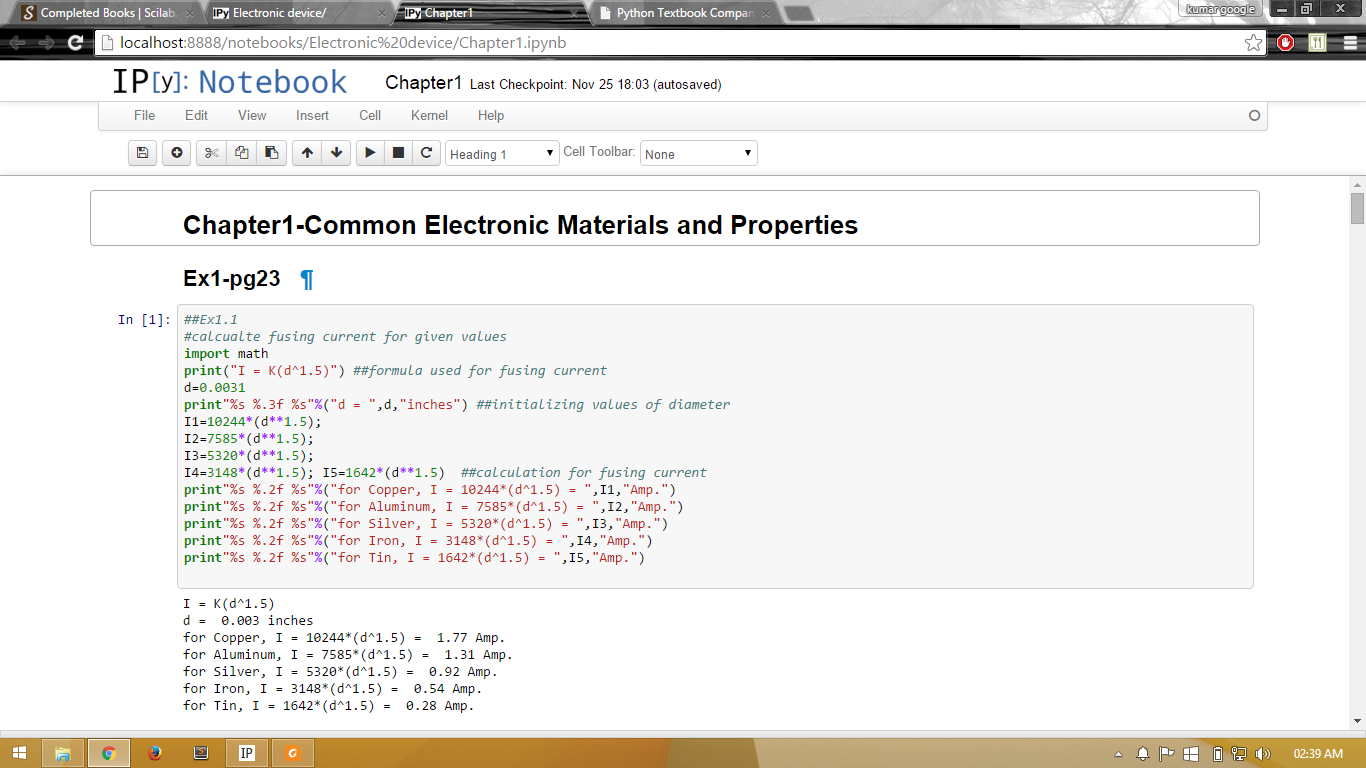 Completed Books | Scilab
IPy Electronic device/
IPy Chapter1
Python Textbook Compan
kumar google
localhost:8888/notebooks/Electronic%20device/Chapter1.ipynb
IP[y]: Notebook
Chapter1 Last Checkpoint: Nov 25 18:03 (autosaved)
File Edit View Insert Cell Kernel Help
Heading 1 Cell Toolbar: None
Chapter1-Common Electronic Materials and Properties
Ex1-pg23 ¶
In [1]:
##Ex1.1
#calcualte fusing current for given values
import math
print("I = K(d^1.5)") ##formula used for fusing current
d=0.0031
print"%s %.3f %s"%("d = ",d,"inches") ##initializing values of diameter
I1=10244*(d**1.5);
I2=7585*(d**1.5);
I3=5320*(d**1.5);
I4=3148*(d**1.5); I5=1642*(d**1.5)  ##calculation for fusing current
print"%s %.2f %s"%("for Copper, I = 10244*(d^1.5) = ",I1,"Amp.")
print"%s %.2f %s"%("for Aluminum, I = 7585*(d^1.5) = ",I2,"Amp.")
print"%s %.2f %s"%("for Silver, I = 5320*(d^1.5) = ",I3,"Amp.")
print"%s %.2f %s"%("for Iron, I = 3148*(d^1.5) = ",I4,"Amp.")
print"%s %.2f %s"%("for Tin, I = 1642*(d^1.5) = ",I5,"Amp.")
I = K(d^1.5)
d =  0.003 inches
for Copper, I = 10244*(d^1.5) =  1.77 Amp.
for Aluminum, I = 7585*(d^1.5) =  1.31 Amp.
for Silver, I = 5320*(d^1.5) =  0.92 Amp.
for Iron, I = 3148*(d^1.5) =  0.54 Amp.
for Tin, I = 1642*(d^1.5) =  0.28 Amp.
IP
02:39 AM